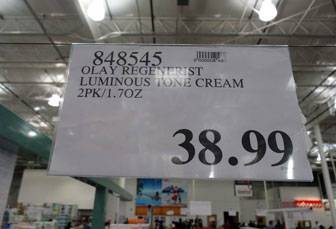 848545
OLAY REGENERIST
LUMINOUS TONE CREAM
2PK/1.7OZ
38.99